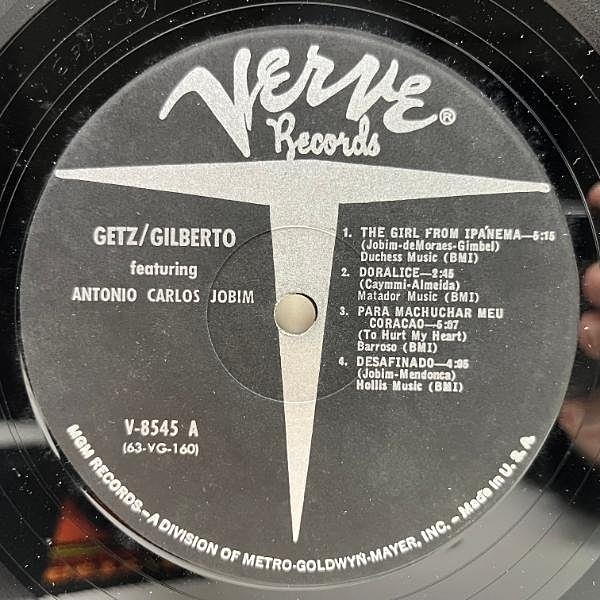 Verve®
Records
GETZ/GILBERTO
featuring
ANTONIO CARLOS JOBIM
1. THE GIRL FROM IPANEMA—5:15
(Jobim-deMoraes-Gimbel)
Duchess Music (BMI)
2. DORALICE—2:45
(Caymmi-Almeida)
Matador Music (BMI)
3. PARA MACHUCHAR MEU
CORACAO—5:07
(To Hurt My Heart)
Barroso (BMI)
4. DESAFINADO—4:05
(Jobim-Mendonca)
Hollis Music (BMI)
V-8545 A
(63-VG-160)
MGM RECORDS—A DIVISION OF METRO-GOLDWYN-MAYER, INC. – Made in U. S. A.